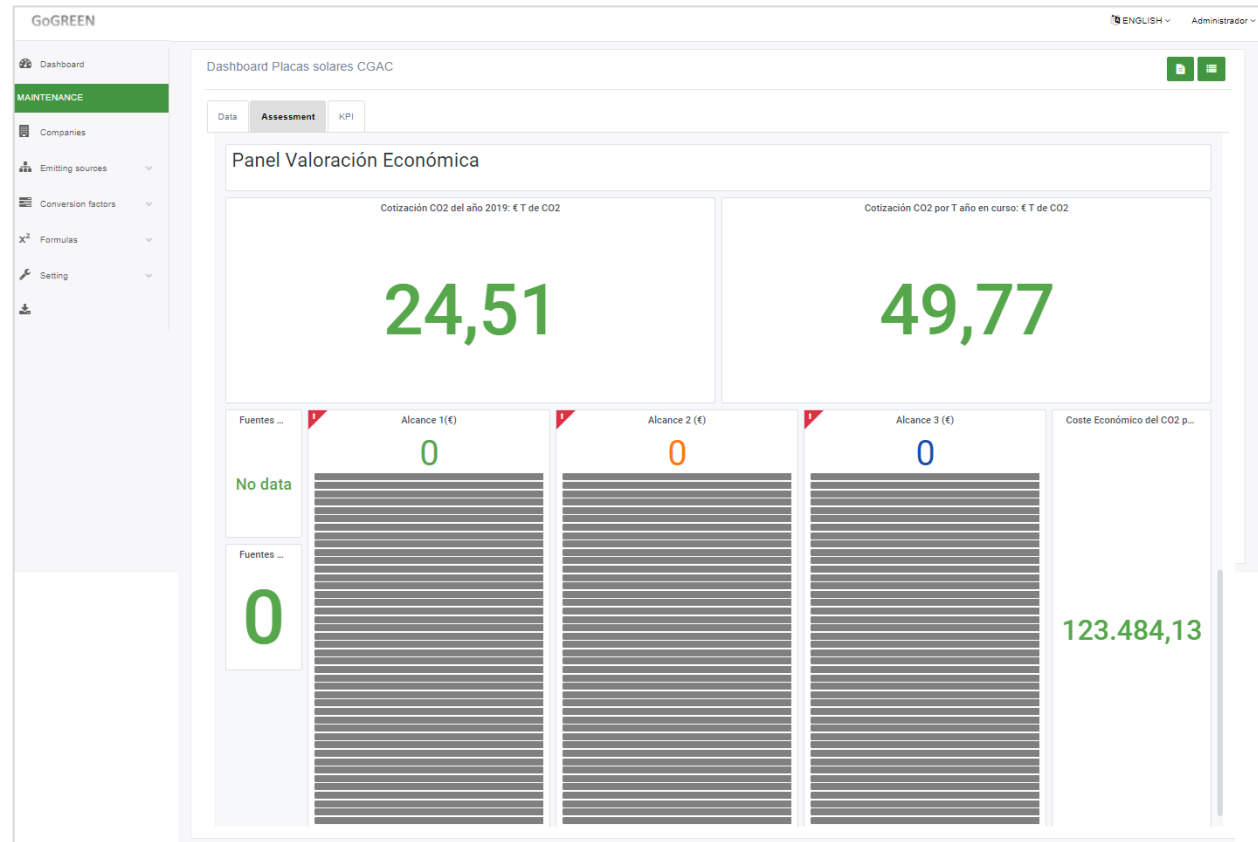 GoGREEN
ENGLISH
Administrador
Dashboard
MAINTENANCE
Companies
Emitting sources
Conversion factors
X2 Formulas
Setting
Dashboard Placas solares CGAC
Data
Assessment
KPI
Panel Valoración Económica
Cotización CO2 del año 2019: € T de CO2
24,51
Cotización CO2 por T año en curso: € T de CO2
49,77
Fuentes ...
No data
Fuentes ...
0
Alcance 1(€)
0
Alcance 2 (€)
0
Alcance 3 (€)
0
Coste Económico del CO2 p...
123.484,13